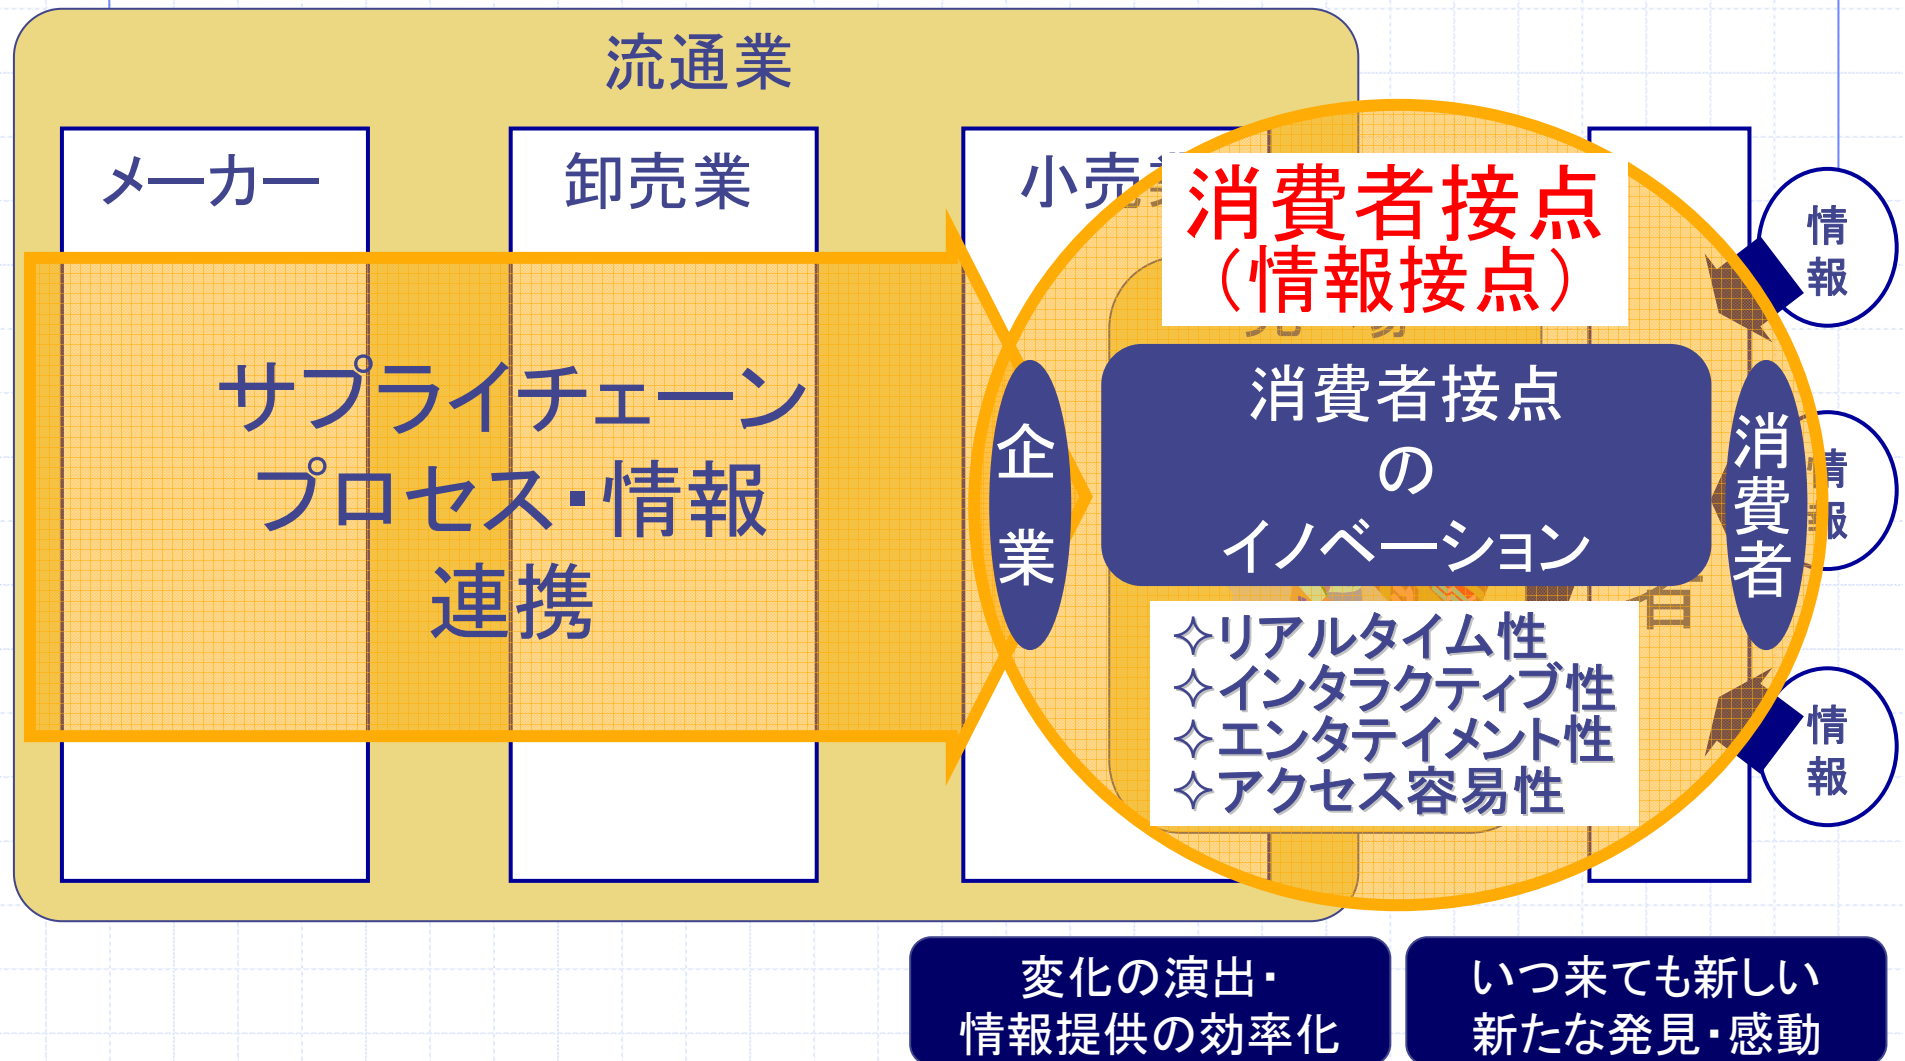 流通業
メーカー
卸売業
小売
消費者接点
（情報接点）
サプライチェーン
プロセス・情報
連携
企業
消費者接点
の
イノベーション
消費者
✧リアルタイム性
✧インタラクティブ性
✧エンタテイメント性
✧アクセス容易性
情報
情報
情報
変化の演出・
情報提供の効率化
いつ来ても新しい
新たな発見・感動